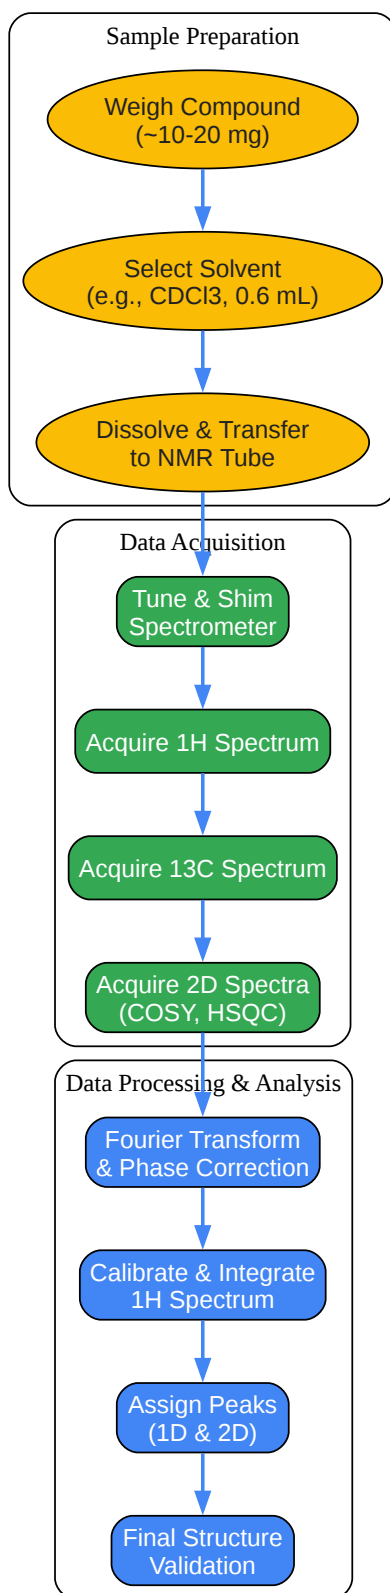 Sample Preparation
Weigh Compound
(~10-20 mg)
Select Solvent
(e.g., CDCl3, 0.6 mL)
Dissolve & Transfer
to NMR Tube
Data Acquisition
Tune & Shim
Spectrometer
Acquire 1H Spectrum
Acquire 13C Spectrum
Acquire 2D Spectra
(COSY, HSQC)
Data Processing & Analysis
Fourier Transform
& Phase Correction
Calibrate & Integrate
1H Spectrum
Assign Peaks
(1D & 2D)
Final Structure
Validation